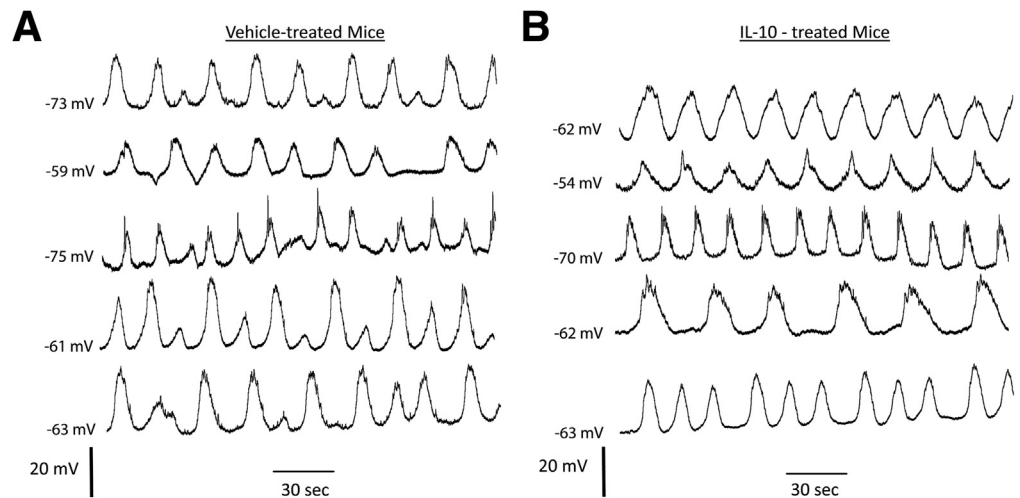 A
Vehicle-treated Mice
-73 mV
-59 mV
-75 mV
-61 mV
-63 mV
20 mV
30 sec
B
IL-10 - treated Mice
-62 mV
-54 mV
-70 mV
-62 mV
-63 mV
20 mV
30 sec